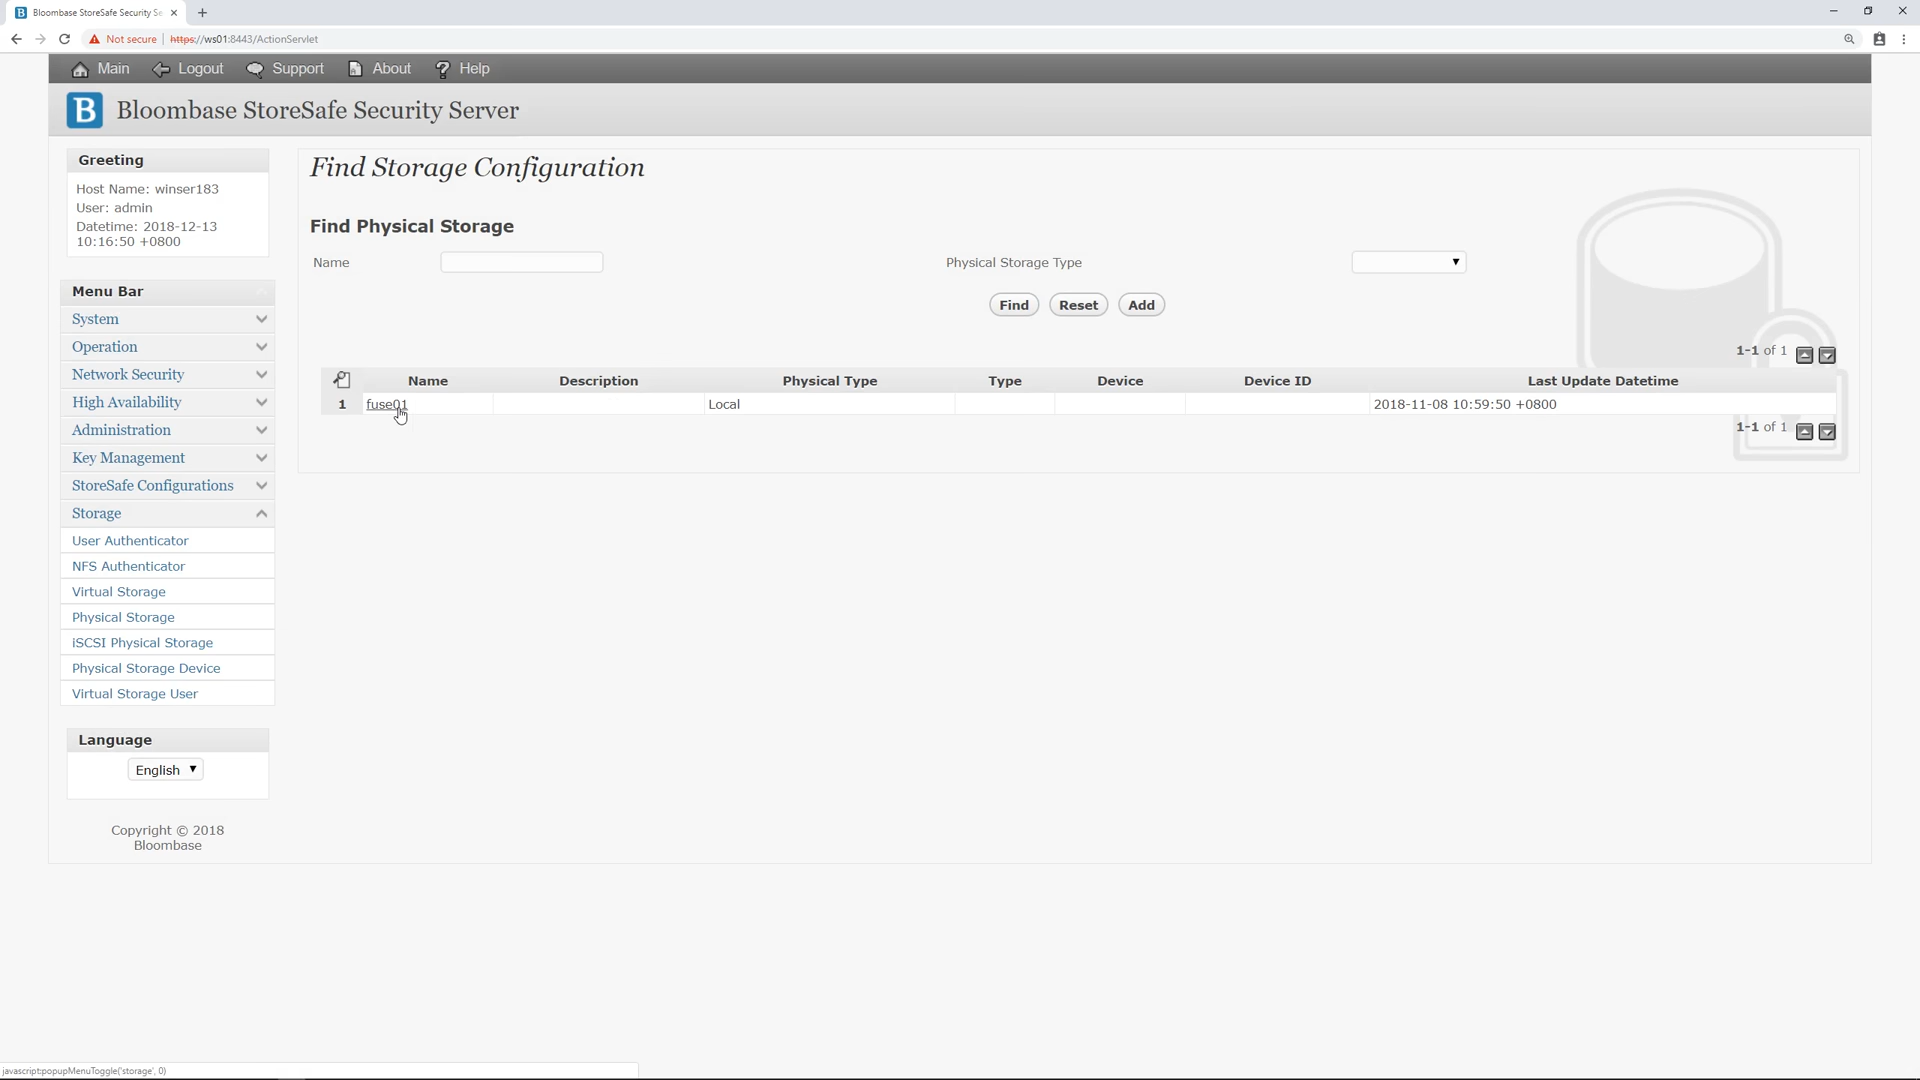 Bloombase StoreSafe Security Se
Not secure | https://ws01:8443/ActionServlet
Main Logout Support About Help
B Bloombase StoreSafe Security Server
Greeting
Host Name: winser183
User: admin
Datetime: 2018-12-13
10:16:50 +0800
Menu Bar
System
Operation
Network Security
High Availability
Administration
Key Management
StoreSafe Configurations
Storage
User Authenticator
NFS Authenticator
Virtual Storage
Physical Storage
iSCSI Physical Storage
Physical Storage Device
Virtual Storage User
Language
English
Copyright © 2018
Bloombase
Find Storage Configuration
Find Physical Storage
Name Physical Storage Type
Find Reset Add
1-1 of 1
Name Description Physical Type Type Device Device ID Last Update Datetime
1 fuse01 Local 2018-11-08 10:59:50 +0800
1-1 of 1
javascript:popupMenuToggle('storage', 0)